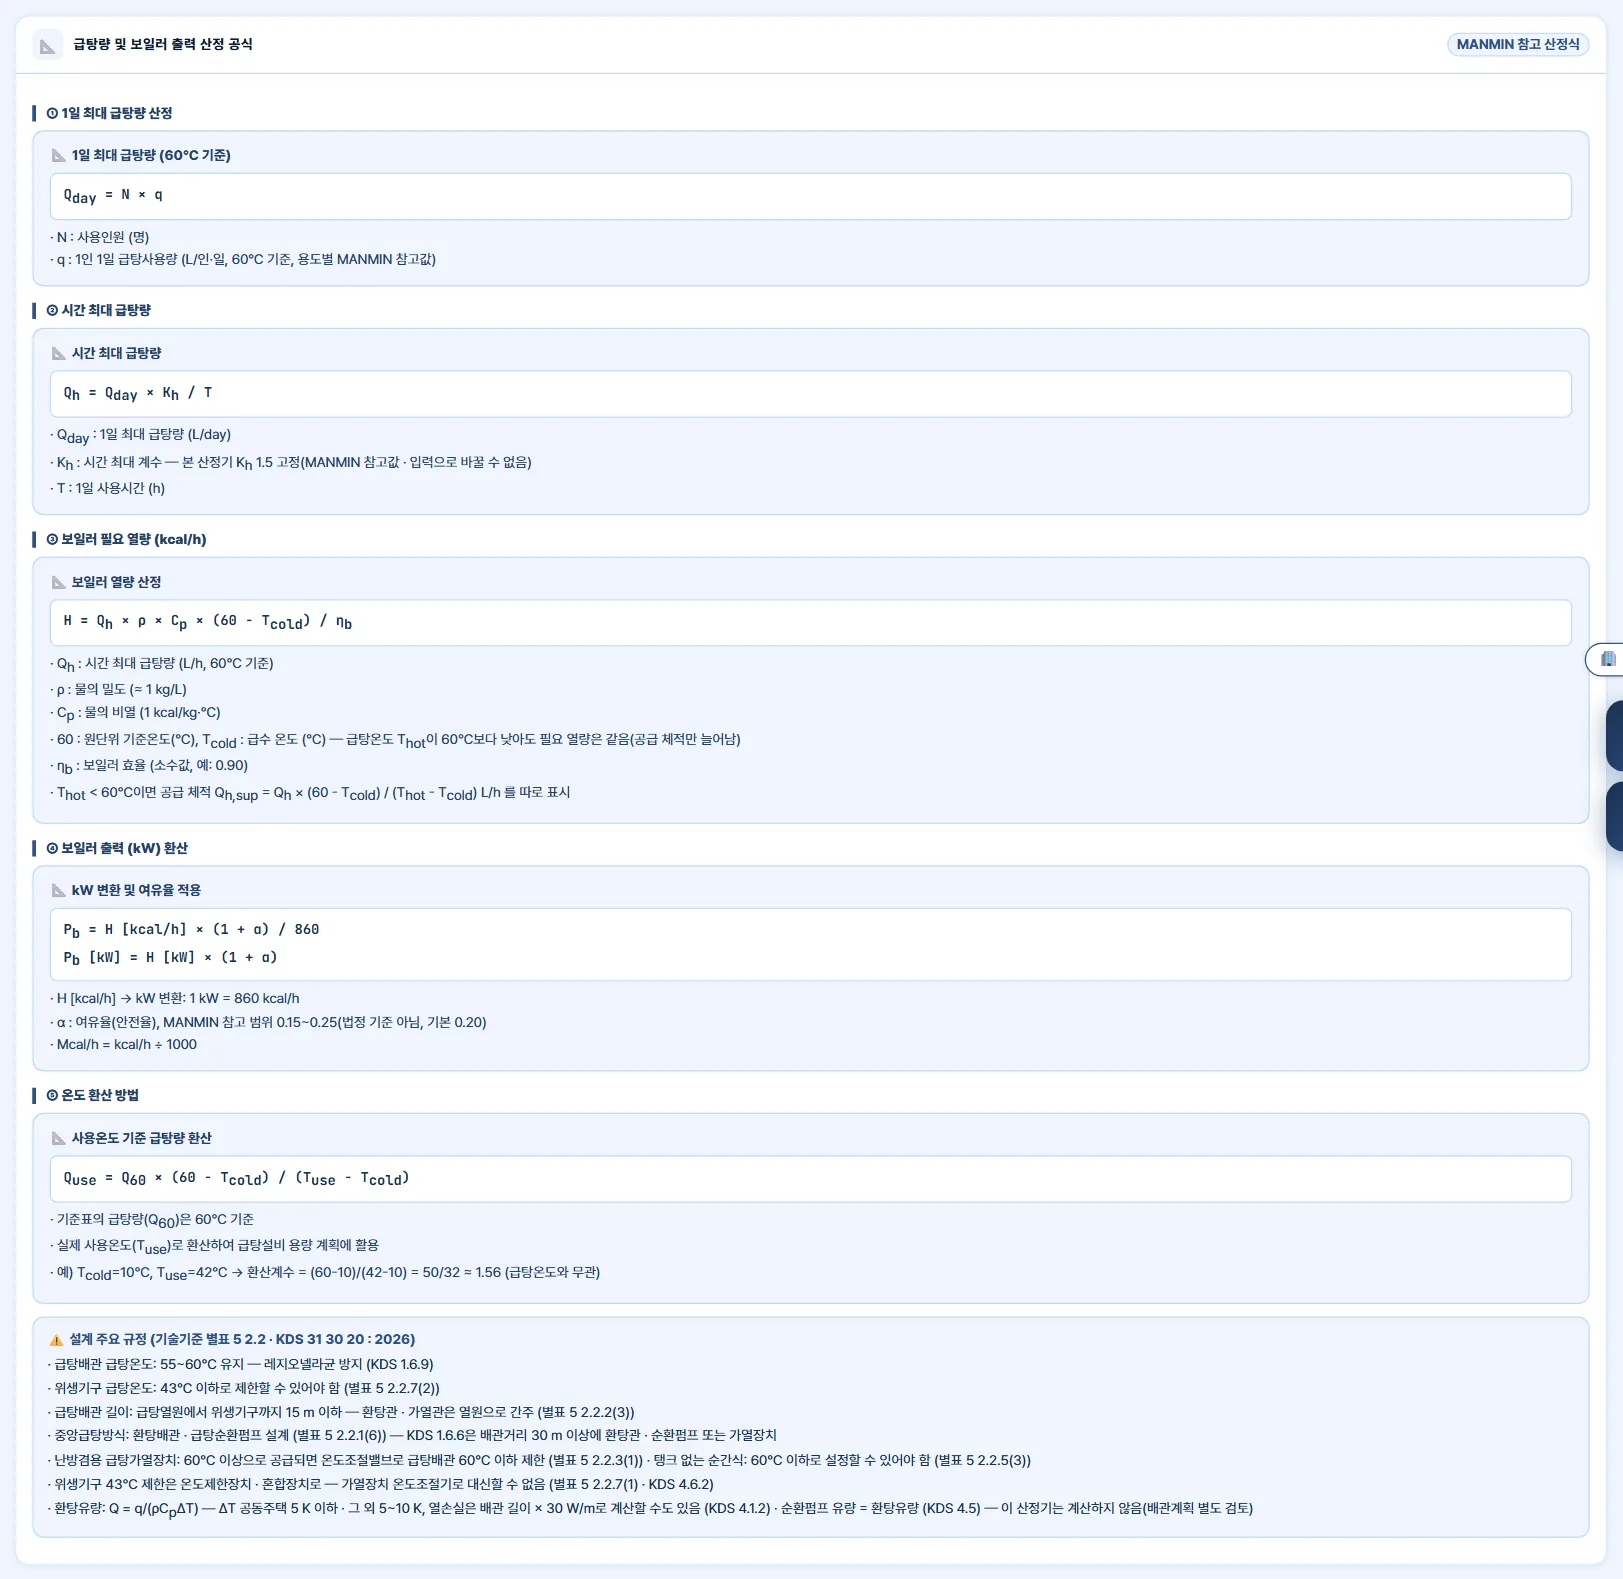 급탕량 및 보일러 출력 산정 공식
MANMIN 참고 산정식
① 1일 최대 급탕량 산정
1일 최대 급탕량 (60°C 기준)
Qday = N × q
· N : 사용인원 (명)
· q : 1인 1일 급탕사용량 (L/인·일, 60°C 기준, 용도별 MANMIN 참고값)
② 시간 최대 급탕량
시간 최대 급탕량
Qh = Qday × Kh / T
· Qday : 1일 최대 급탕량 (L/day)
· Kh : 시간 최대 계수 — 본 산정기 Kh 1.5 고정(MANMIN 참고값 · 입력으로 바꿀 수 없음)
· T : 1일 사용시간 (h)
③ 보일러 필요 열량 (kcal/h)
보일러 열량 산정
H = Qh × ρ × Cp × (60 - Tcold) / ηb
· Qh : 시간 최대 급탕량 (L/h, 60°C 기준)
· ρ : 물의 밀도 (≈ 1 kg/L)
· Cp : 물의 비열 (1 kcal/kg·°C)
· 60 : 원단위 기준온도(°C), Tcold : 급수 온도 (°C) — 급탕온도 Thot이 60°C보다 낮아도 필요 열량은 같음(공급 체적만 늘어남)
· ηb : 보일러 효율 (소수값, 예: 0.90)
· Thot < 60°C이면 공급 체적 Qh,sup = Qh × (60 − Tcold) / (Thot − Tcold) L/h 를 따로 표시
④ 보일러 출력 (kW) 환산
kW 변환 및 여유율 적용
Pb = H [kcal/h] × (1 + α) / 860
Pb [kW] = H [kW] × (1 + α)
· H [kcal/h] → kW 변환: 1 kW = 860 kcal/h
· α : 여유율(안전율), MANMIN 참고 범위 0.15~0.25(법정 기준 아님, 기본 0.20)
· Mcal/h = kcal/h ÷ 1000
⑤ 온도 환산 방법
사용온도 기준 급탕량 환산
Quse = Q60 × (60 - Tcold) / (Tuse - Tcold)
· 기준표의 급탕량(Q60)은 60°C 기준
· 실제 사용온도(Tuse)로 환산하여 급탕설비 용량 계획에 활용
· 예) Tcold=10°C, Tuse=42°C → 환산계수 = (60-10)/(42-10) = 50/32 ≈ 1.56 (급탕온도와 무관)
⚠ 설계 주요 규정 (기술기준 별표 5 2.2 · KDS 31 30 20 : 2026)
· 급탕배관 급탕온도: 55~60°C 유지 — 레지오넬라균 방지 (KDS 1.6.9)
· 위생기구 급탕온도: 43°C 이하로 제한할 수 있어야 함 (별표 5 2.2.7(2))
· 급탕배관 길이: 급탕열원에서 위생기구까지 15 m 이하 — 환탕관 · 가열관은 열원으로 간주 (별표 5 2.2.2(3))
· 중앙급탕방식: 환탕배관 · 급탕순환펌프 설계 (별표 5 2.2.1(6)) — KDS 1.6.6은 배관거리 30 m 이상에 환탕관 · 순환펌프 또는 가열장치
· 난방겸용 급탕가열장치: 60°C 이상으로 공급되면 온도조절밸브로 급탕배관 60°C 이하 제한 (별표 5 2.2.3(1)) · 탱크 없는 순간식: 60°C 이하로 설정할 수 있어야 함 (별표 5 2.2.5(3))
· 위생기구 43°C 제한은 온도제한장치 · 혼합장치로 — 가열장치 온도조절기로 대신할 수 없음 (별표 5 2.2.7(1) · KDS 4.6.2)
· 환탕유량: Q = q/(ρCpΔT) — ΔT 공동주택 5 K 이하 · 그 외 5~10 K, 열손실은 배관 길이 × 30 W/m로 계산할 수도 있음 (KDS 4.1.2) · 순환펌프 유량 = 환탕유량 (KDS 4.5) — 이 산정기는 계산하지 않음(배관계획 별도 검토)